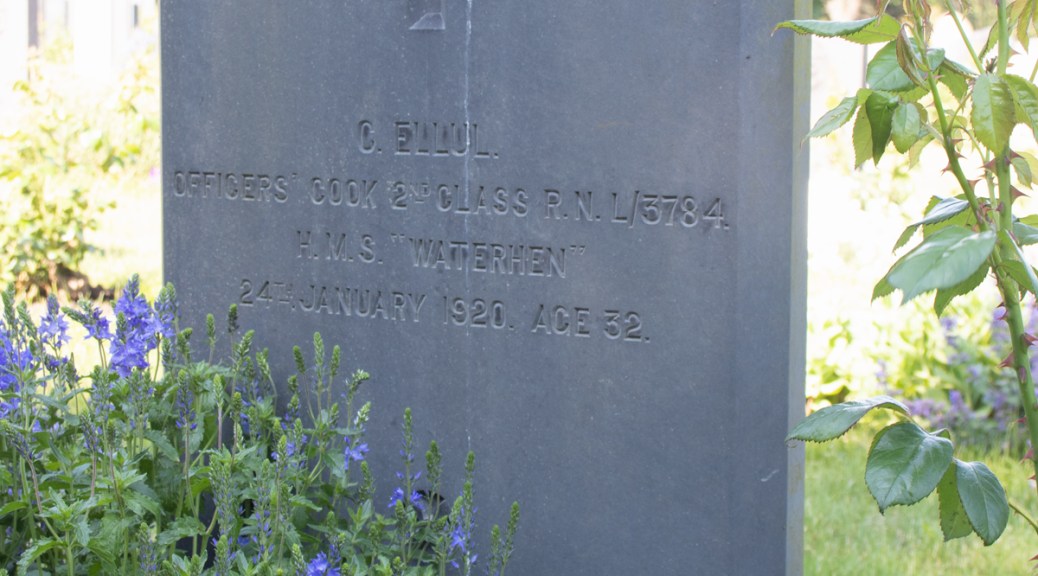 C. ELLUL.
OFFICERS' COOK 2ND CLASS R.N. L/3784.
H.M.S. "WATERHEN"
24TH JANUARY 1920. AGE 32.